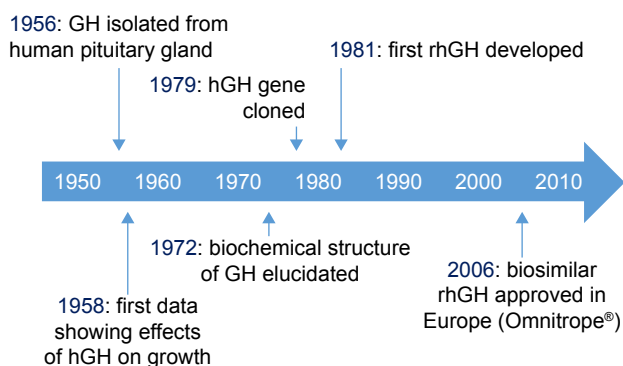 1956: GH isolated from
human pituitary gland
1981: first rhGH developed
1979: hGH gene
cloned
1950 1960 1970 1980 1990 2000 2010
1972: biochemical structure
of GH elucidated
1958: first data
showing effects
of hGH on growth
2006: biosimilar
rhGH approved in
Europe (Omnitrope®)